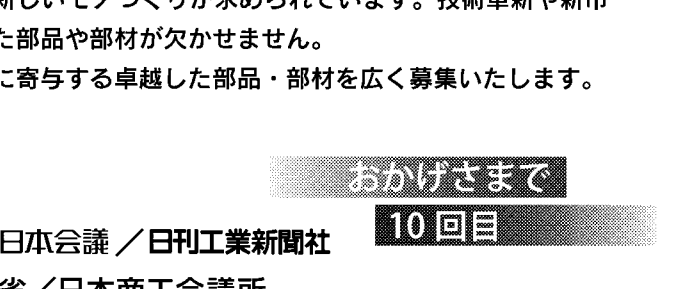 新しいモノづくりが求められています。技術革新や新市
た部品や部材が欠かせません。
に寄与する卓越した部品・部材を広く募集いたします。
おかげさまで
10回目
日本会議／日刊工業新聞社
省／日本商工会議所